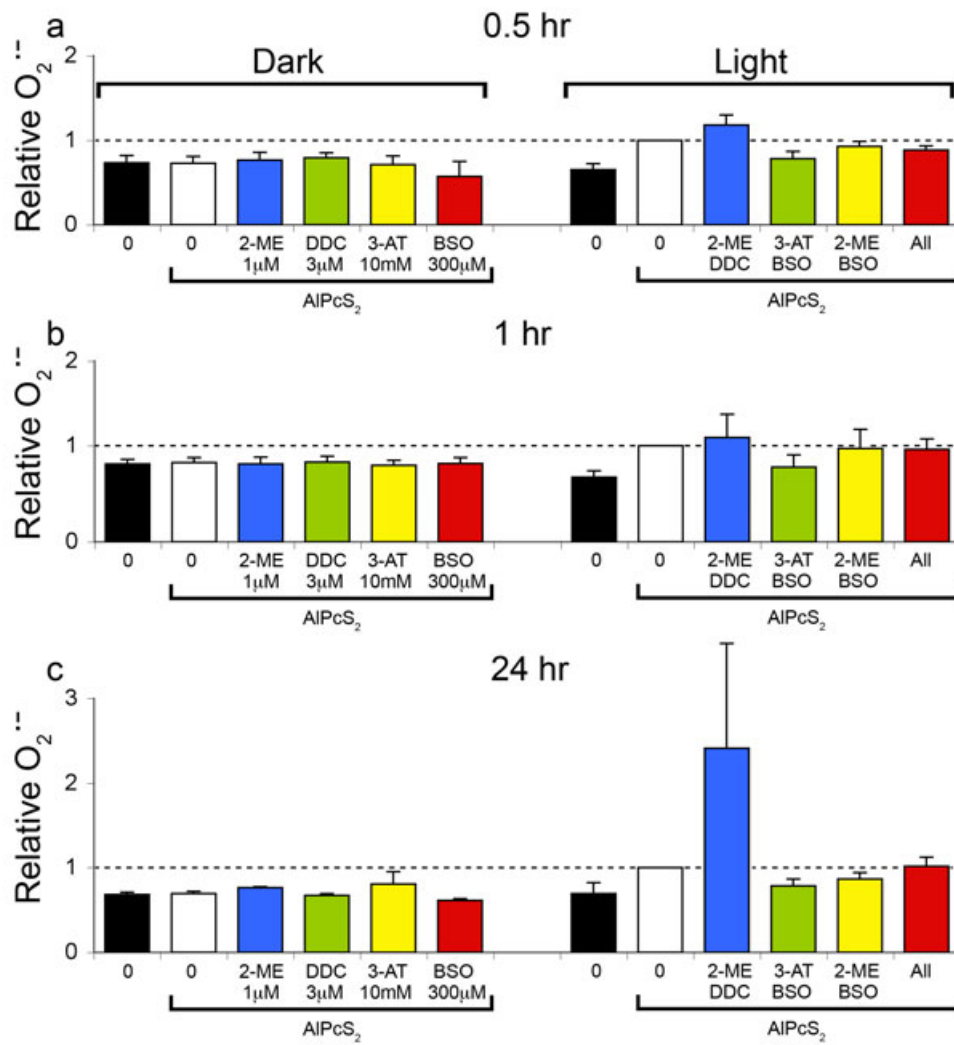 a
0.5 hr
Relative O₂˙⁻
2
1
0
Dark
Light
0 0 2-ME DDC 3-AT BSO 0 0 2-ME 3-AT 2-ME All
1µM 3µM 10mM 300µM DDC BSO BSO
AlPcS₂ AlPcS₂
b
1 hr
Relative O₂˙⁻
2
1
0
0 0 2-ME DDC 3-AT BSO 0 0 2-ME 3-AT 2-ME All
1µM 3µM 10mM 300µM DDC BSO BSO
AlPcS₂ AlPcS₂
c
24 hr
Relative O₂˙⁻
3
2
1
0
0 0 2-ME DDC 3-AT BSO 0 0 2-ME 3-AT 2-ME All
1µM 3µM 10mM 300µM DDC BSO BSO
AlPcS₂ AlPcS₂